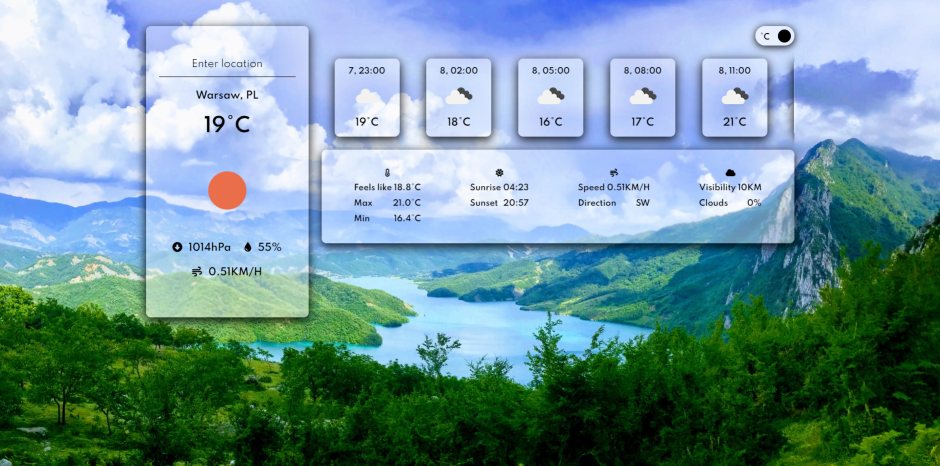 Enter location
Warsaw, PL
19°C
1014hPa 55%
0.51KM/H
°C
7, 23:00
19°C
8, 02:00
18°C
8, 05:00
16°C
8, 08:00
17°C
8, 11:00
21°C
Feels like 18.8°C
Max 21.0°C
Min 16.4°C
Sunrise 04:23
Sunset 20:57
Speed 0.51KM/H
Direction SW
Visibility 10KM
Clouds 0%